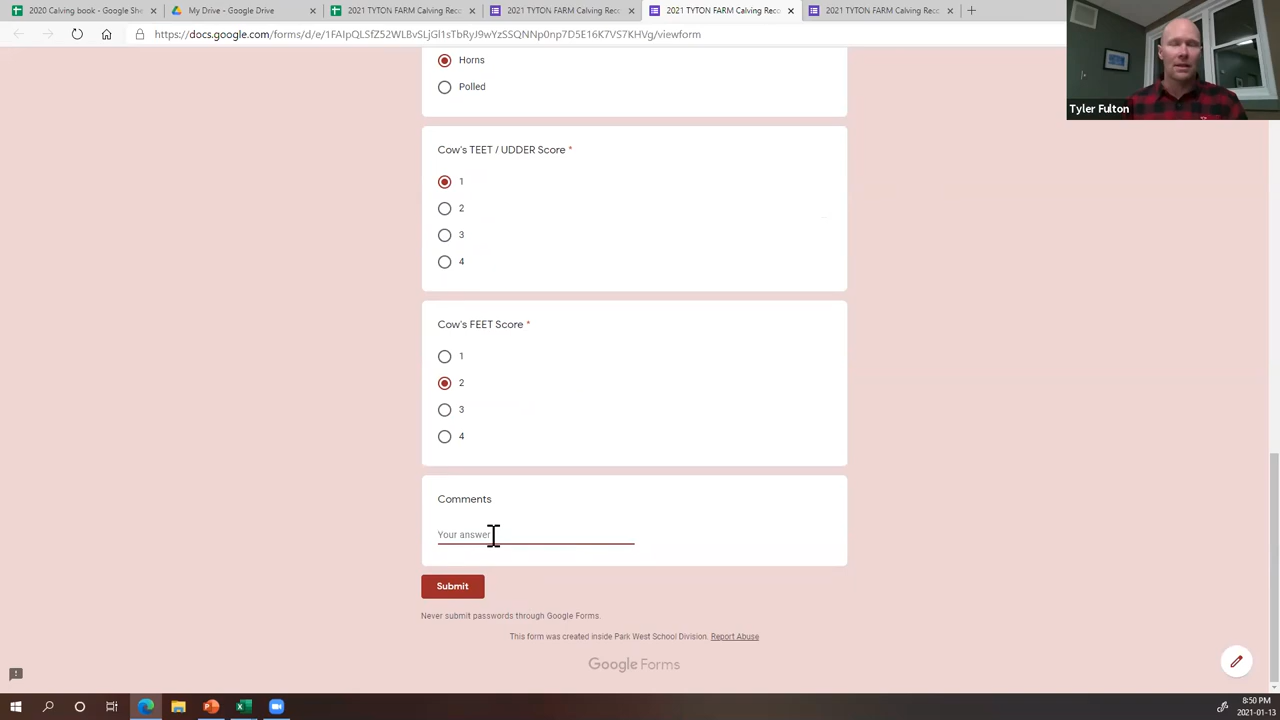 2020 Calving book - Google She
My Drive - Google Drive
2021 TYTON FARM Calving Reco
2021 TYTON FARM Calving Reco
2021 TYTON FARM Calving Reco
2021 TYTON FARM Calving Reco
https://docs.google.com/forms/d/e/1FAIpQLSfZ52WLBvSLjGl1sTbRyJ9wYzSSQNNp0np7D5E16K7VS7KHVg/viewform
Tyler Fulton
Horns
Polled
Cow's TEET / UDDER Score *
1
2
3
4
Cow's FEET Score *
1
2
3
4
Comments
Your answer
Submit
Never submit passwords through Google Forms.
This form was created inside Park West School Division. Report Abuse
Google Forms
8:50 PM
2021-01-13